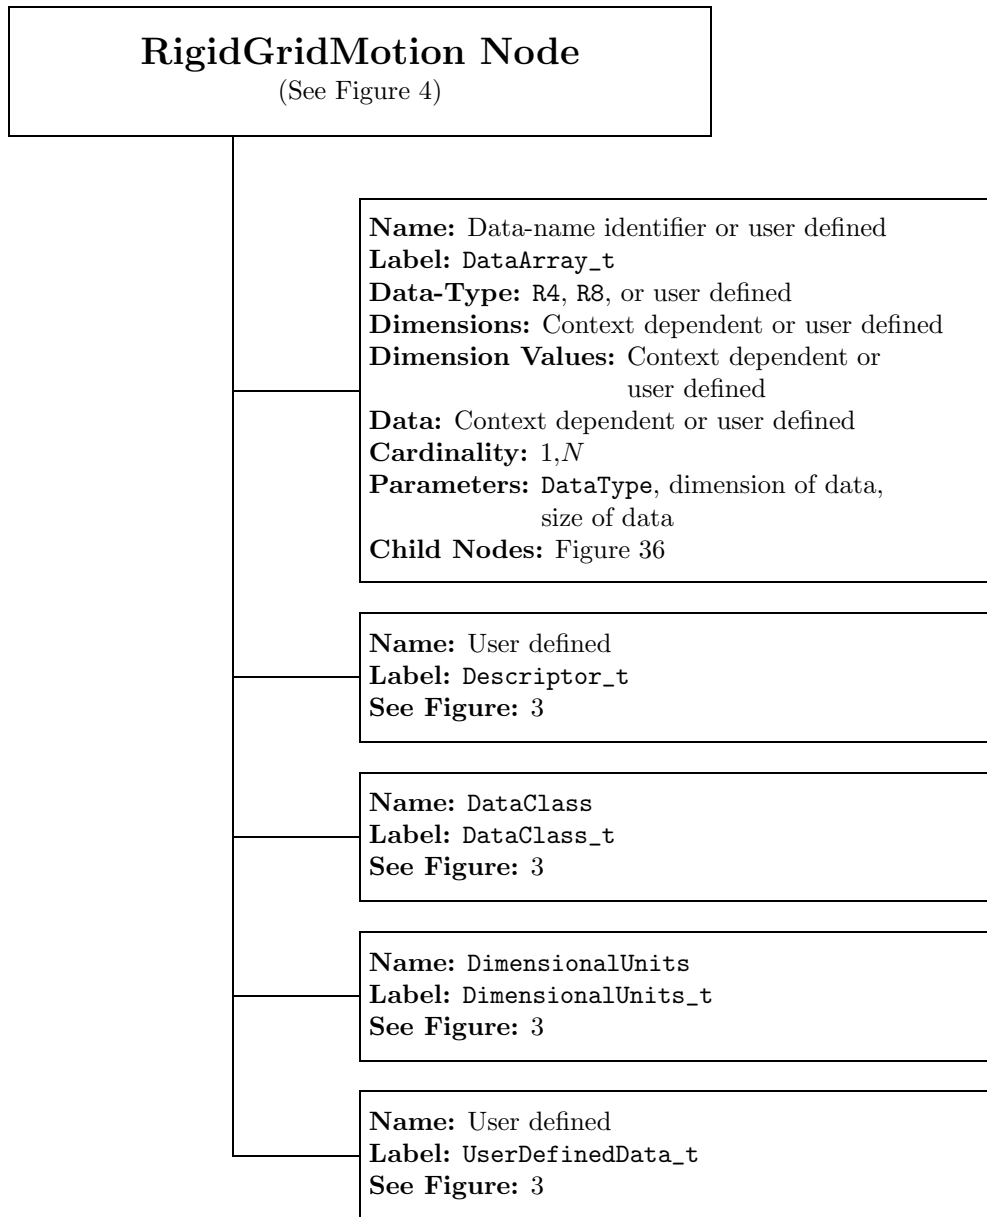 RigidGridMotion Node
(See Figure 4)
Name: Data-name identifier or user defined
Label: DataArray_t
Data-Type: R4, R8, or user defined
Dimensions: Context dependent or user defined
Dimension Values: Context dependent or
user defined
Data: Context dependent or user defined
Cardinality: 1,N
Parameters: DataType, dimension of data,
size of data
Child Nodes: Figure 36
Name: User defined
Label: Descriptor_t
See Figure: 3
Name: DataClass
Label: DataClass_t
See Figure: 3
Name: DimensionalUnits
Label: DimensionalUnits_t
See Figure: 3
Name: User defined
Label: UserDefinedData_t
See Figure: 3